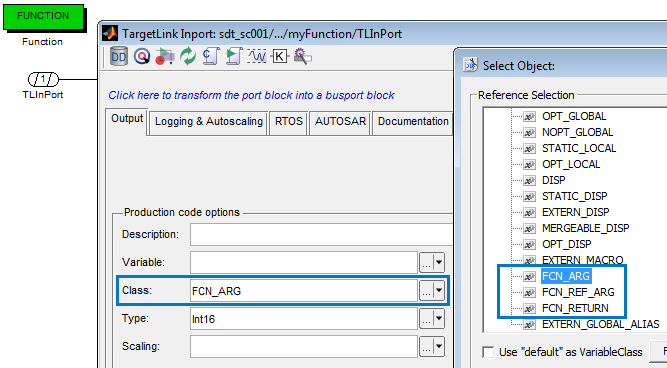 FUNCTION
Function
1
TLInPort
TargetLink Inport: sdt_sc001/.../myFunction/TLInPort
DD
K
Click here to transform the port block into a busport block
Output
Logging & Autoscaling
RTOS
AUTOSAR
Documentation
Production code options
Description:
Variable:
...
Class:
FCN_ARG
...
Type:
Int16
...
Scaling:
...
Select Object:
Reference Selection
OPT_GLOBAL
NOPT_GLOBAL
STATIC_LOCAL
OPT_LOCAL
DISP
STATIC_DISP
EXTERN_DISP
MERGEABLE_DISP
OPT_DISP
EXTERN_MACRO
FCN_ARG
FCN_REF_ARG
FCN_RETURN
EXTERN_GLOBAL_ALIAS
Use "default" as VariableClass